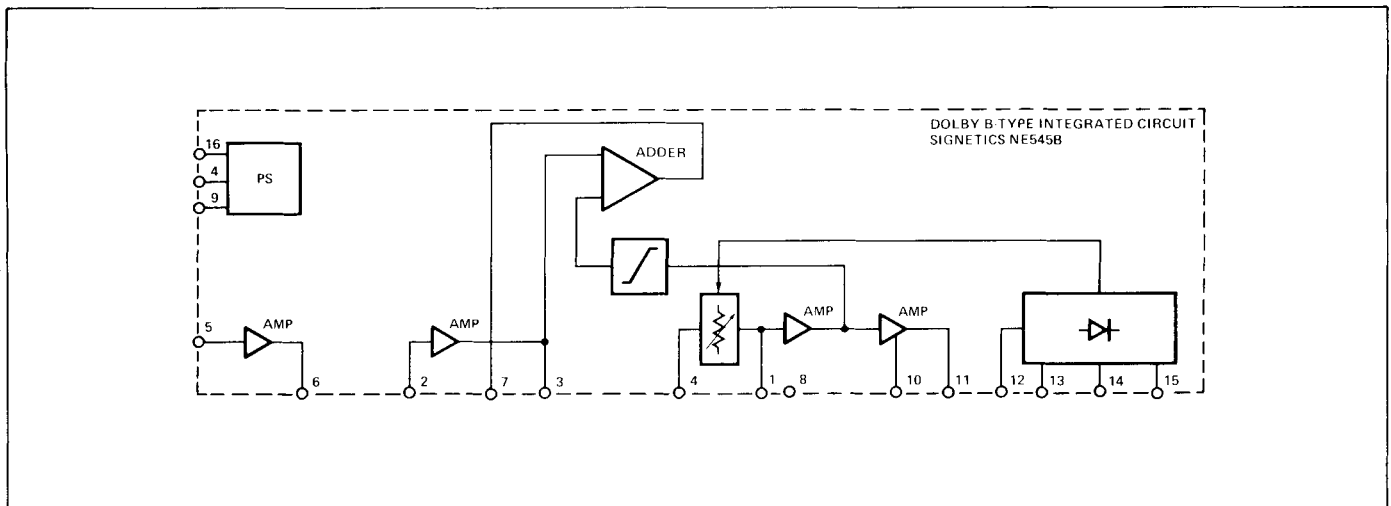 DOLBY B-TYPE INTEGRATED CIRCUIT
SIGNETICS NE545B
16
4
PS
9
ADDER
5
AMP
AMP
AMP
AMP
6
2
7
3
4
1
8
10
11
12
13
14
15